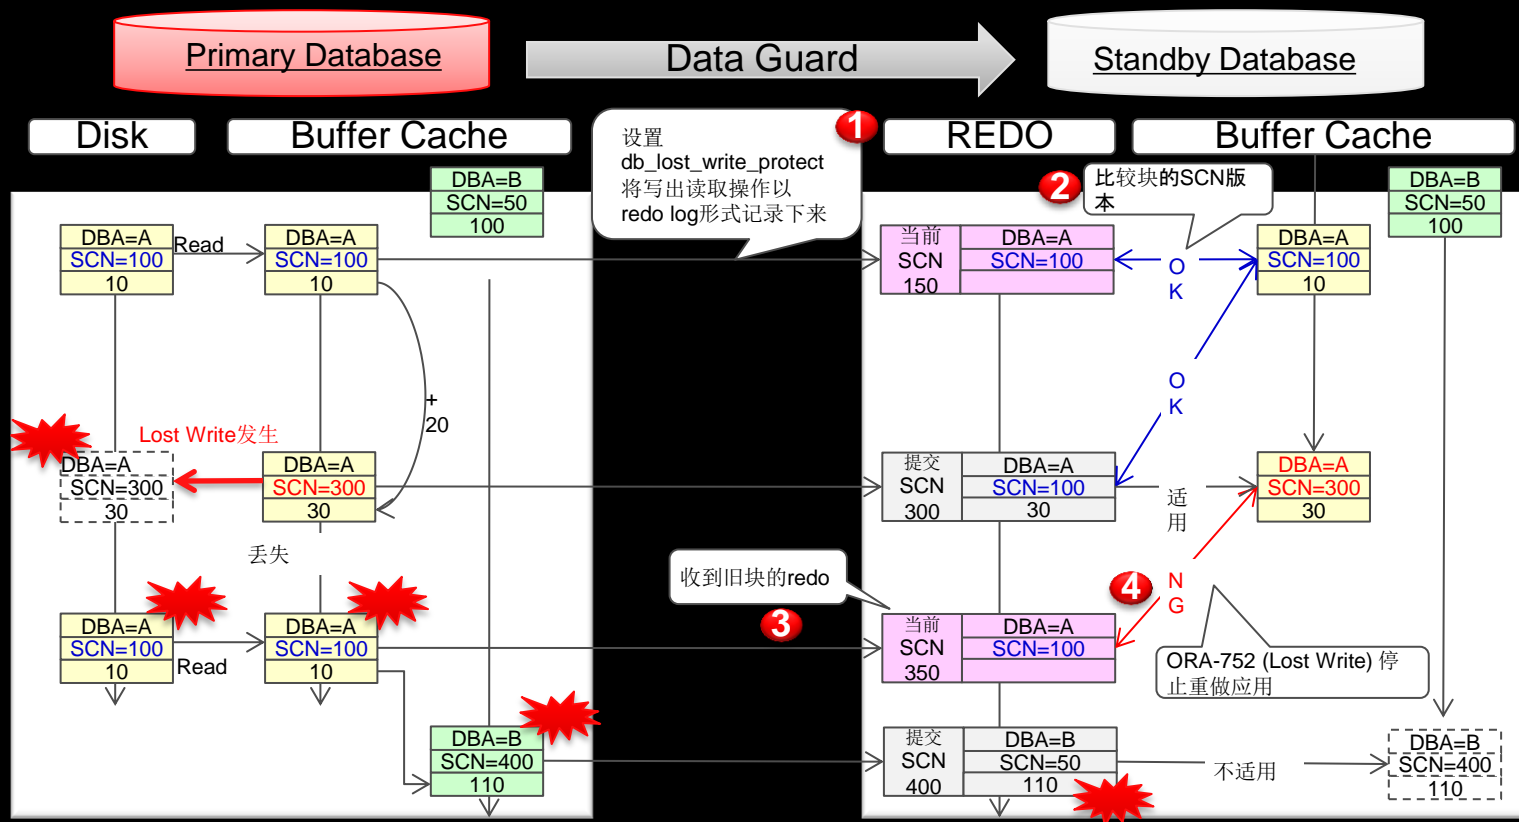 Primary Database
Data Guard
Standby Database
Disk
Buffer Cache
REDO
Buffer Cache
1
设置
db_lost_write_protect
将写出读取操作以
redo log形式记录下来
2
比较块的SCN版
本
DBA=B
SCN=50
100
DBA=B
SCN=50
100
DBA=A
SCN=100
10
Read
DBA=A
SCN=100
10
当前
SCN
150
DBA=A
SCN=100
O
K
DBA=A
SCN=100
10
+
20
O
K
Lost Write发生
DBA=A
SCN=300
30
DBA=A
SCN=300
30
提交
SCN
300
DBA=A
SCN=100
30
适
用
DBA=A
SCN=300
30
丢失
收到旧块的redo
3
4
N
G
DBA=A
SCN=100
10
Read
DBA=A
SCN=100
10
当前
SCN
350
DBA=A
SCN=100
ORA-752 (Lost Write) 停
止重做应用
DBA=B
SCN=400
110
提交
SCN
400
DBA=B
SCN=50
110
不适用
DBA=B
SCN=400
110